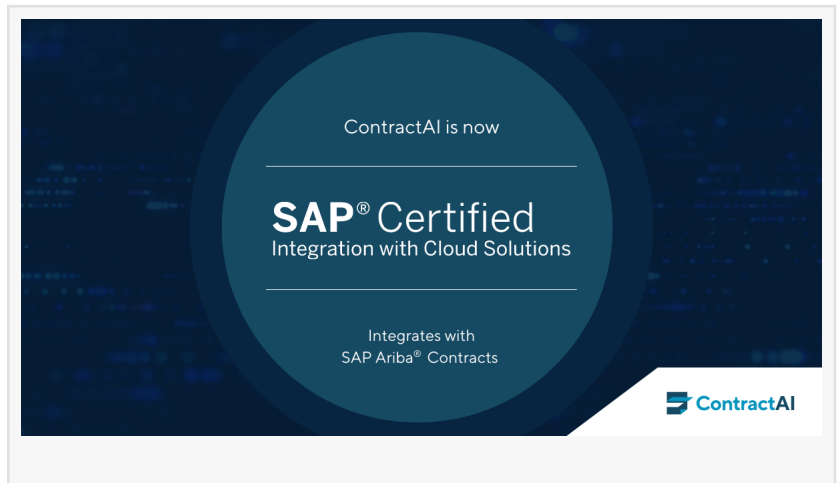 ContractAI is now
SAP® Certified
Integration with Cloud Solutions
Integrates with
SAP Ariba® Contracts
ContractAI